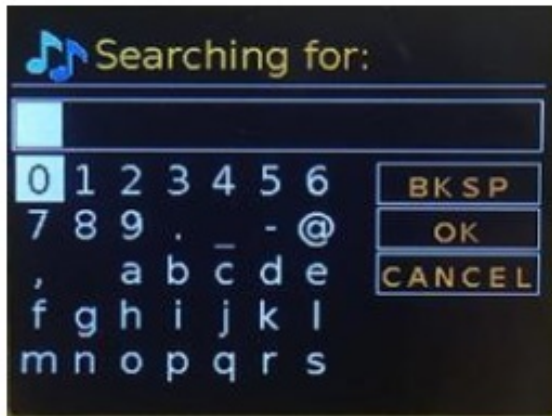 Searching for:
0 1 2 3 4 5 6 BKSP
7 8 9 . _ - @ OK
, a b c d e CANCEL
f g h i j k l
m n o p q r s